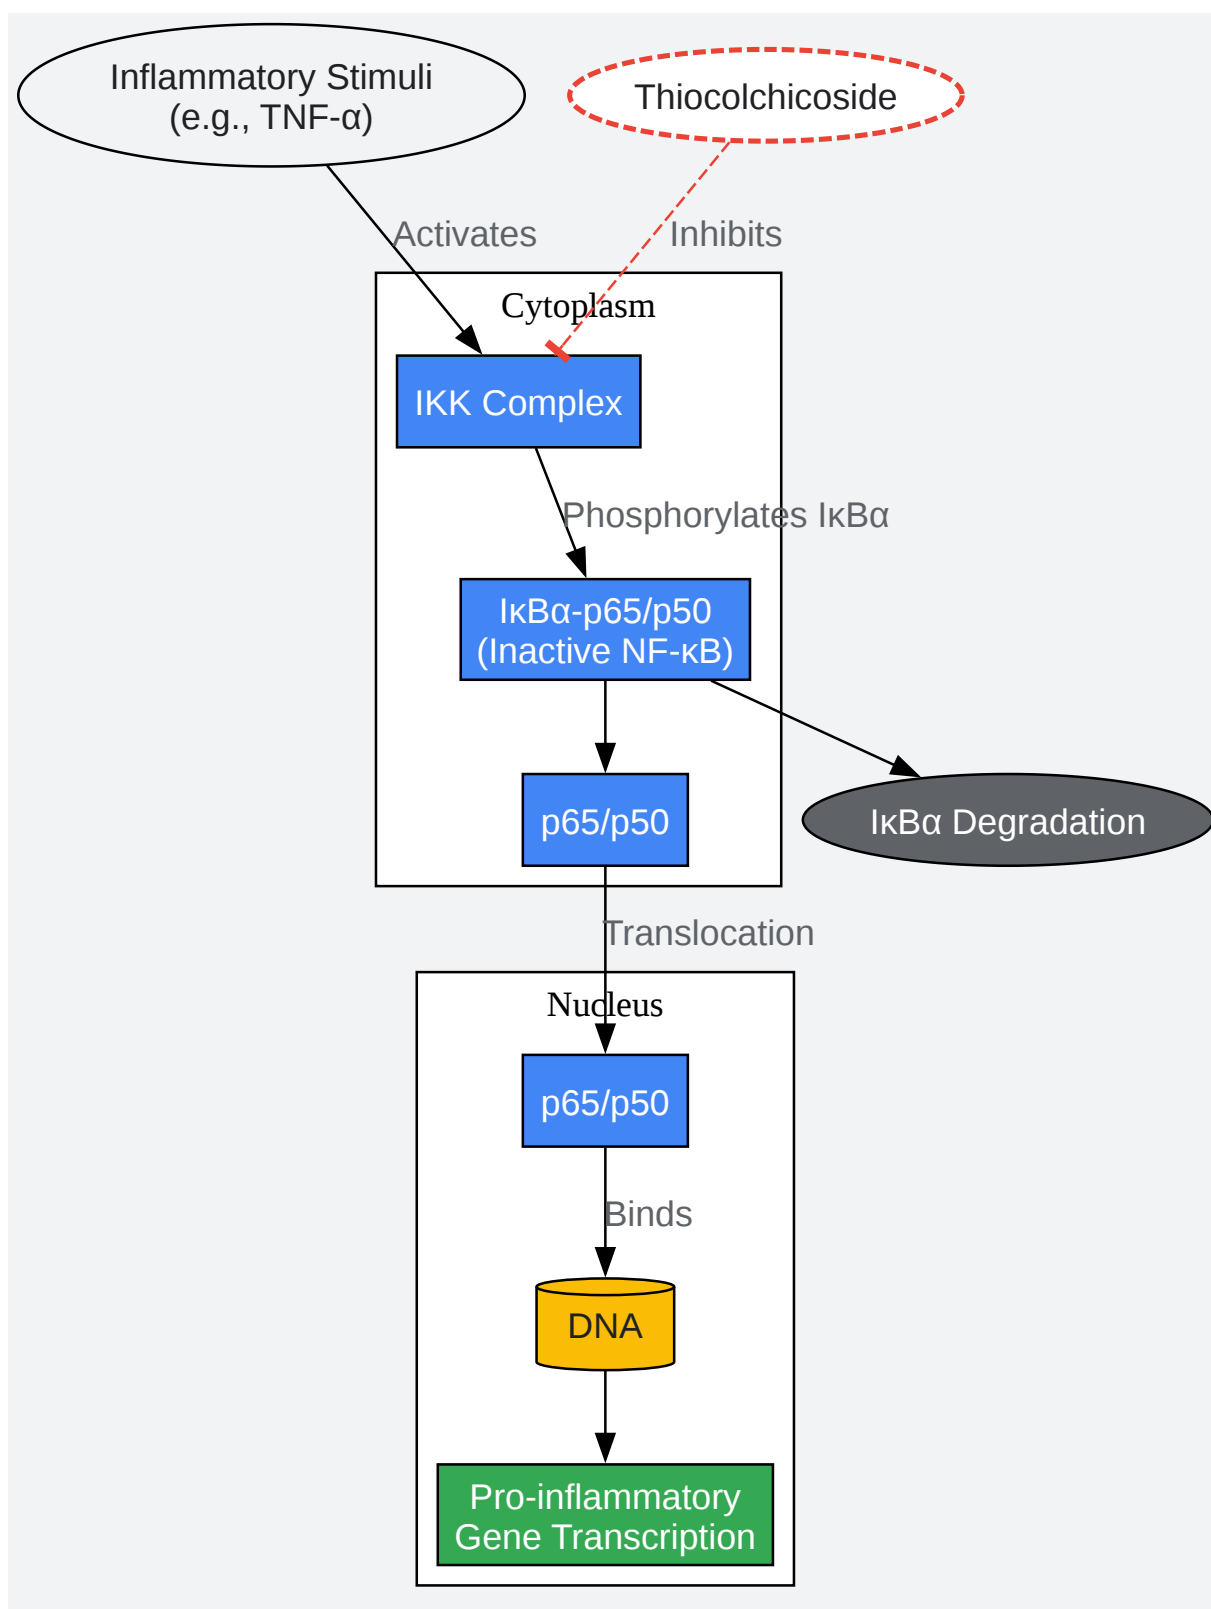 Inflammatory Stimuli
(e.g., TNF-α)
Thiocolchicoside
Activates
Inhibits
Cytoplasm
IKK Complex
Phosphorylates IκBα
IκBα-p65/p50
(Inactive NF-κB)
p65/p50
IκBα Degradation
Translocation
Nucleus
p65/p50
Binds
DNA
Pro-inflammatory
Gene Transcription